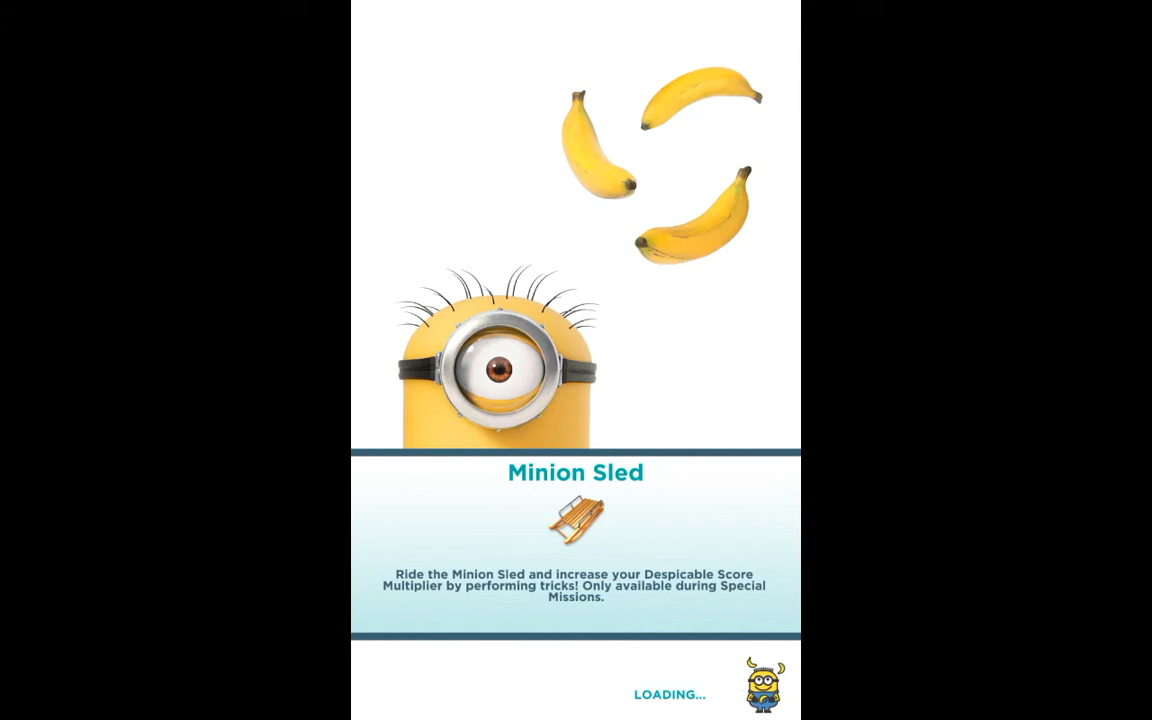 Minion Sled
Ride the Minion Sled and increase your Despicable Score
Multiplier by performing tricks! Only available during Special
Missions.
LOADING...